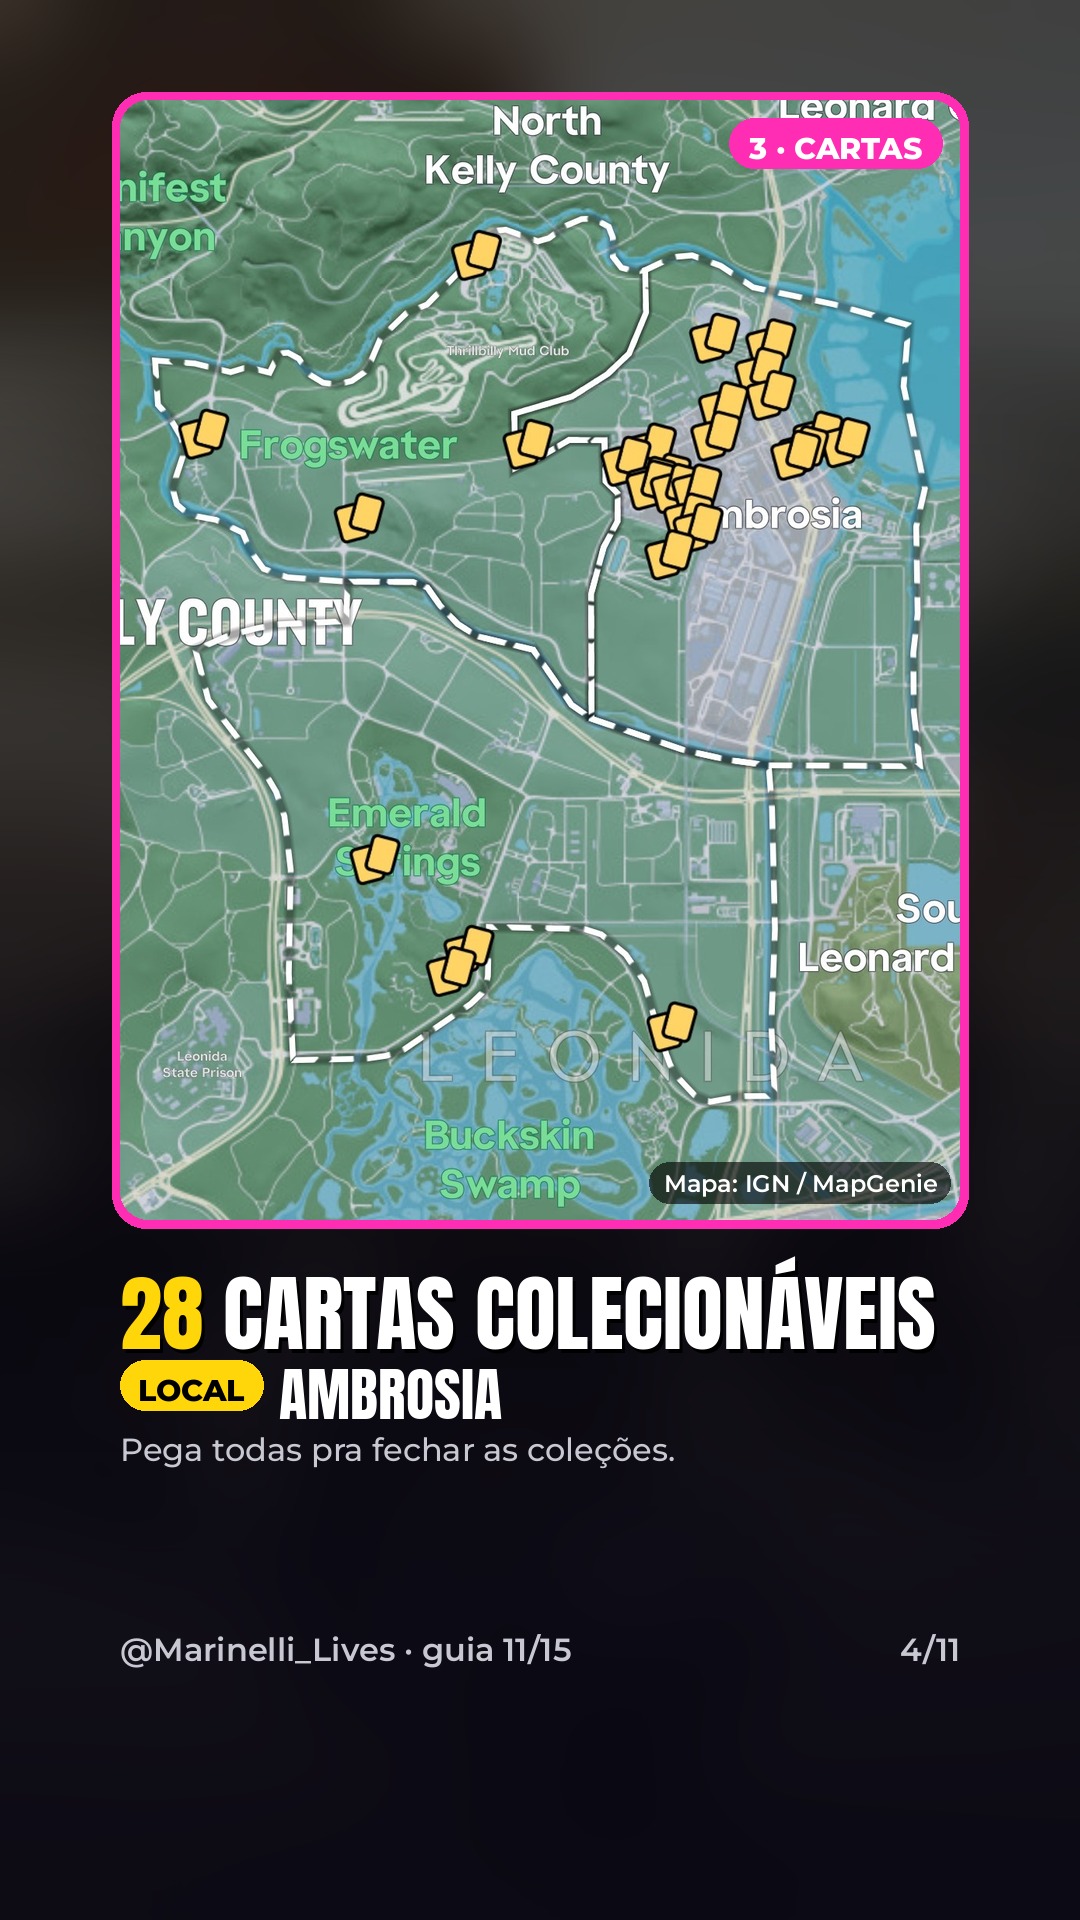 North
Kelly County
Leonard
3 · CARTAS
nifest
nyon
Thrillbilly Mud Club
Frogswater
mbrosia
LY COUNTY
Emerald
S rings
Sou
Leonard
Leonida
State Prison
LEONIDA
Buckskin
Swamp
Mapa: IGN / MapGenie
28 CARTAS COLECIONÁVEIS
LOCAL AMBROSIA
Pega todas pra fechar as coleções.
@Marinelli_Lives · guia 11/15
4/11